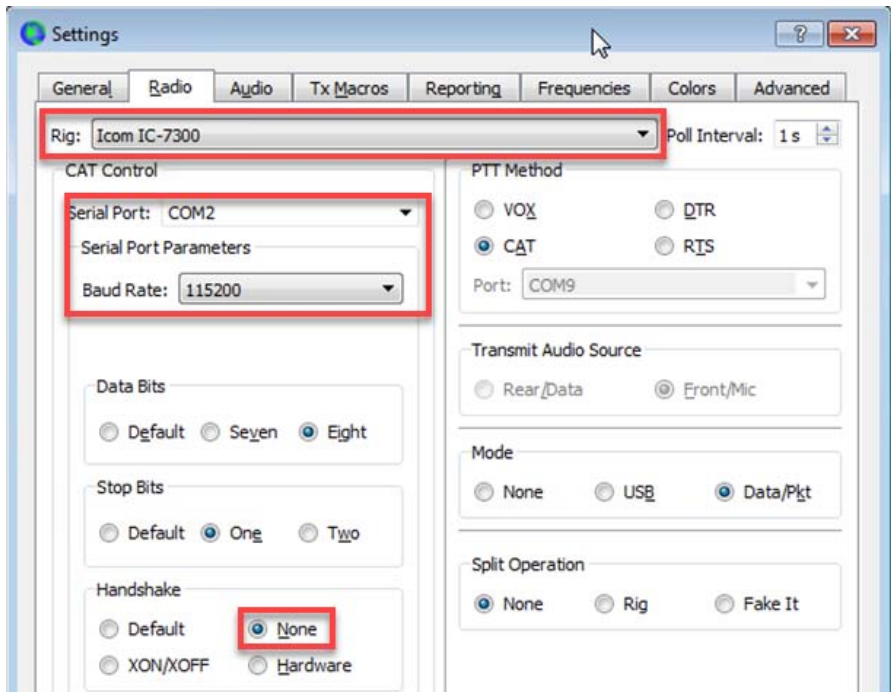 Settings
General Radio Audio Tx Macros Reporting Frequencies Colors Advanced
Rig: Icom IC-7300 Poll Interval: 1 s
CAT Control
Serial Port: COM2
Serial Port Parameters
Baud Rate: 115200
Data Bits
Default Seven Eight
Stop Bits
Default One Two
Handshake
Default None
XON/XOFF Hardware
PTT Method
VOX DTR
CAT RTS
Port: COM9
Transmit Audio Source
Rear/Data Front/Mic
Mode
None USB Data/Pkt
Split Operation
None Rig Fake It